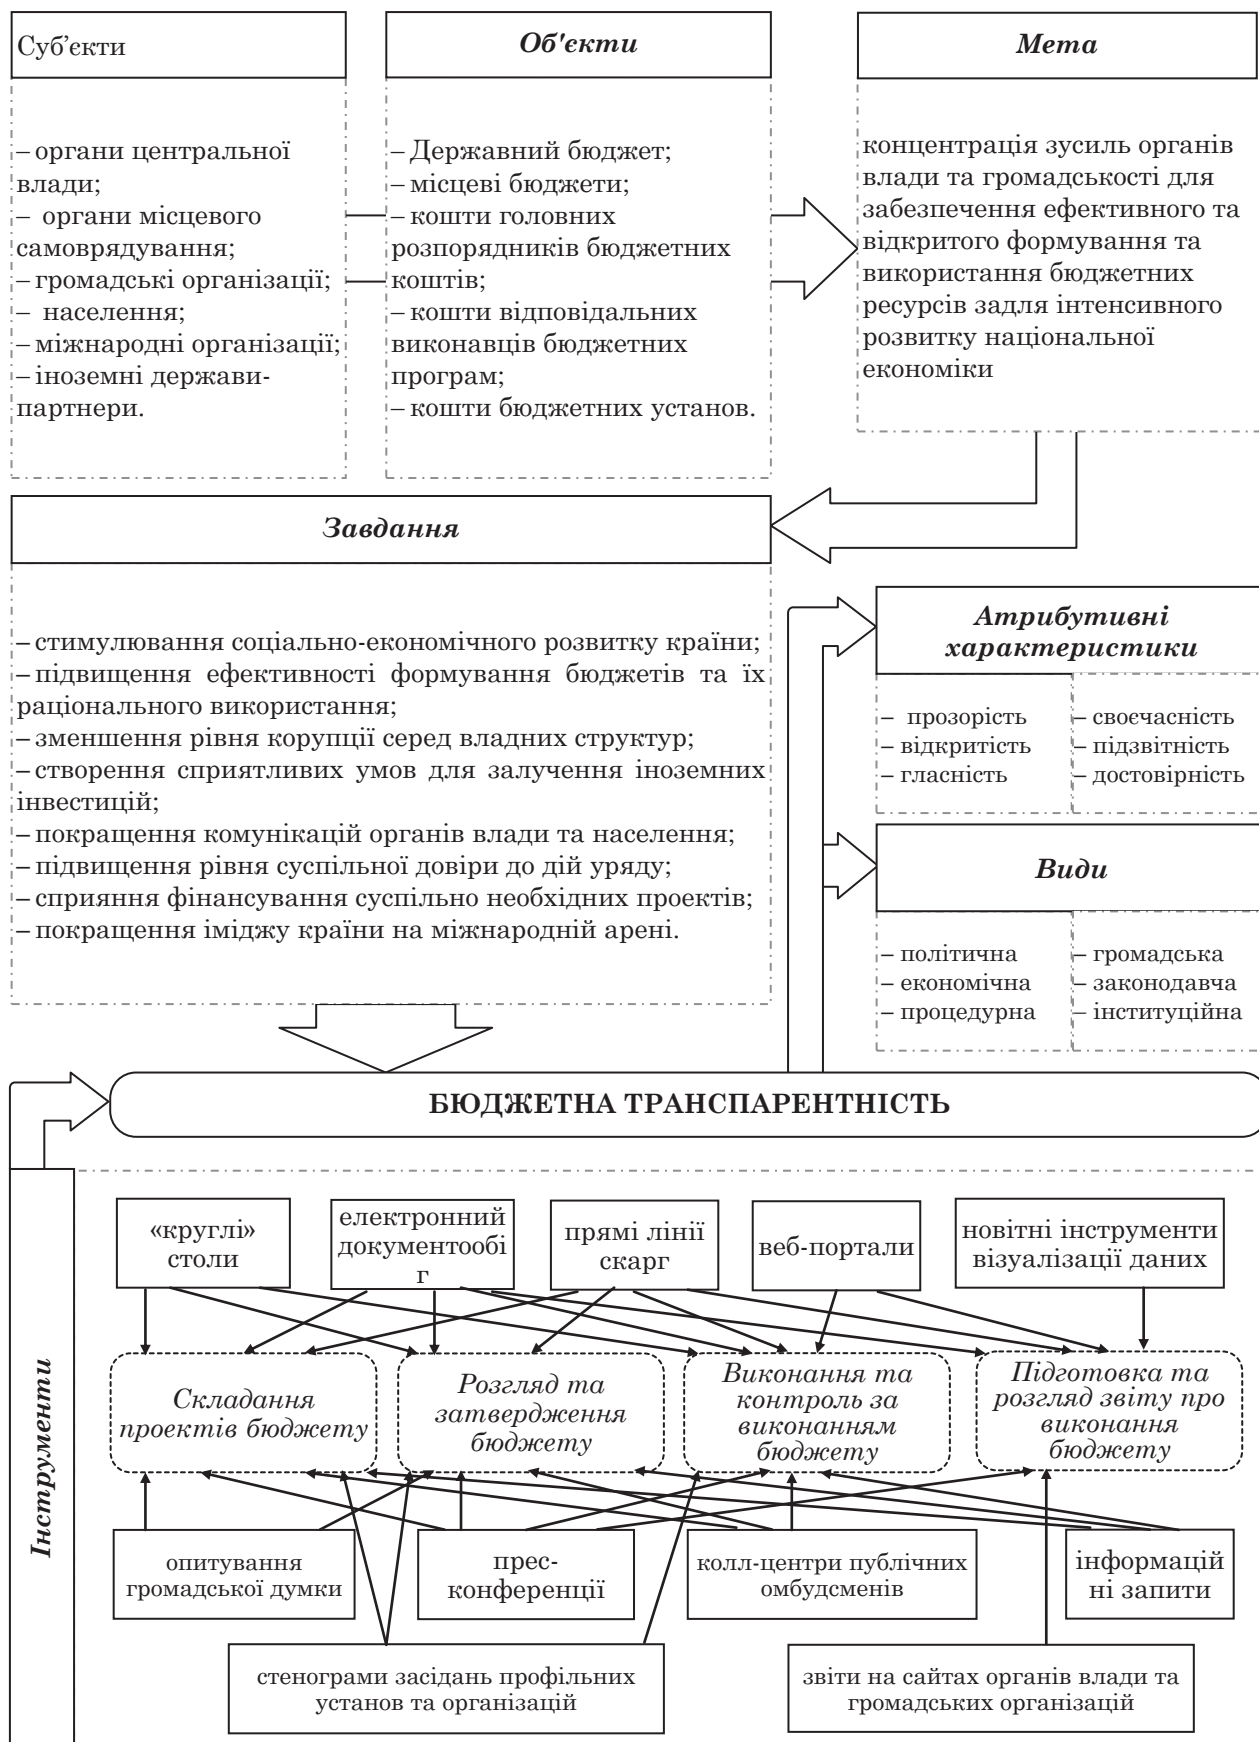 Суб’єкти
– органи центральної
влади;
– органи місцевого
самоврядування;
– громадські організації;
– населення;
– міжнародні організації;
– іноземні держави-
партнери.
Об'єкти
– Державний бюджет;
– місцеві бюджети;
– кошти головних
розпорядників бюджетних
коштів;
– кошти відповідальних
виконавців бюджетних
програм;
– кошти бюджетних установ.
Мета
концентрація зусиль органів
влади та громадськості для
забезпечення ефективного та
відкритого формування та
використання бюджетних
ресурсів задля інтенсивного
розвитку національної
економіки
Завдання
– стимулювання соціально-економічного розвитку країни;
– підвищення ефективності формування бюджетів та їх
раціонального використання;
– зменшення рівня корупції серед владних структур;
– створення сприятливих умов для залучення іноземних
інвестицій;
– покращення комунікацій органів влади та населення;
– підвищення рівня суспільної довіри до дій уряду;
– сприяння фінансування суспільно необхідних проектів;
– покращення іміджу країни на міжнародній арені.
Атрибутивні
характеристики
– прозорість
– відкритість
– гласність
– своєчасність
– підзвітність
– достовірність
Види
– політична
– економічна
– процедурна
– громадська
– законодавча
– інституційна
БЮДЖЕТНА ТРАНСПАРЕНТНІСТЬ
Інструменти
«круглі»
столи
електронний
документообі
г
прямі лінії
скарг
веб-портали
новітні інструменти
візуалізації даних
Складання
проектів бюджету
Розгляд та
затвердження
бюджету
Виконання та
контроль за
виконанням
бюджету
Підготовка та
розгляд звіту про
виконання
бюджету
опитування
громадської думки
прес-
конференції
колл-центри публічних
омбудсменів
інформацій
ні запити
стенограми засідань профільних
установ та організацій
звіти на сайтах органів влади та
громадських організацій